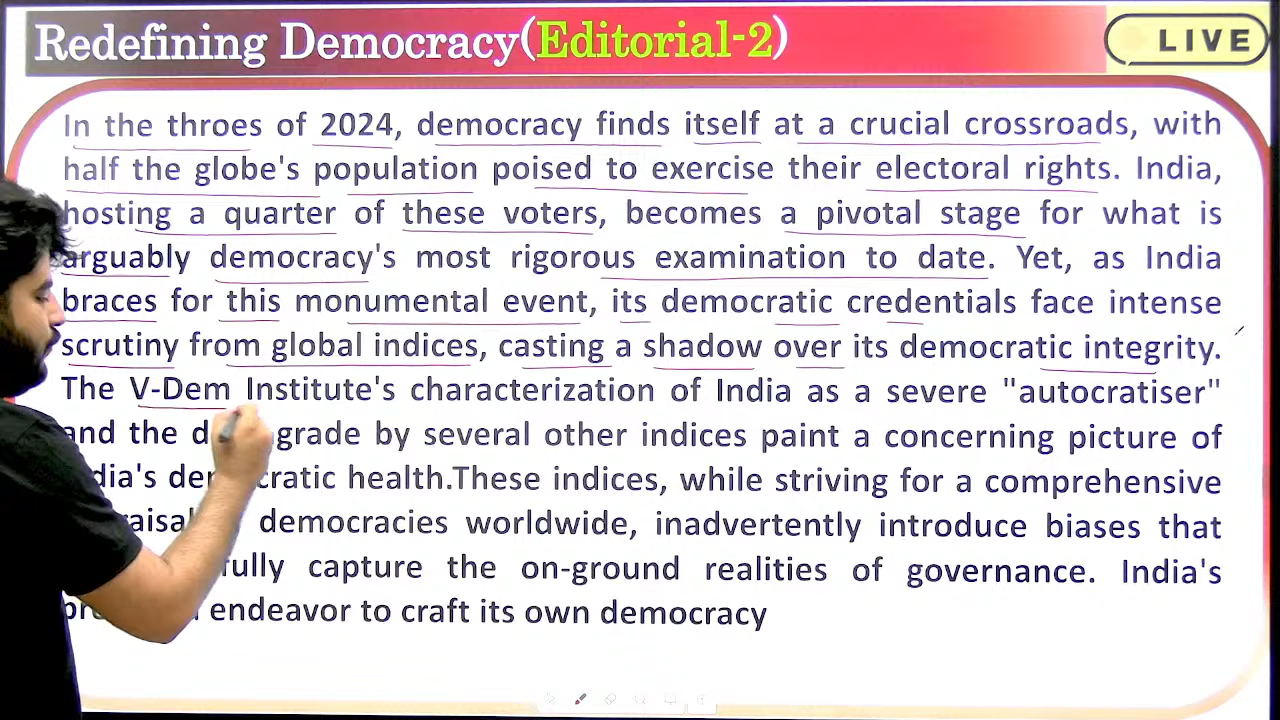 Redefining Democracy(Editorial-2)
LIVE
In the throes of 2024, democracy finds itself at a crucial crossroads, with
half the globe's population poised to exercise their electoral rights. India,
hosting a quarter of these voters, becomes a pivotal stage for what is
arguably democracy's most rigorous examination to date. Yet, as India
braces for this monumental event, its democratic credentials face intense
scrutiny from global indices, casting a shadow over its democratic integrity.
The V-Dem Institute's characterization of India as a severe "autocratiser"
and the grade by several other indices paint a concerning picture of
democratic health.These indices, while striving for a comprehensive
democracies worldwide, inadvertently introduce biases that
capture the on-ground realities of governance. India's
endeavor to craft its own democracy